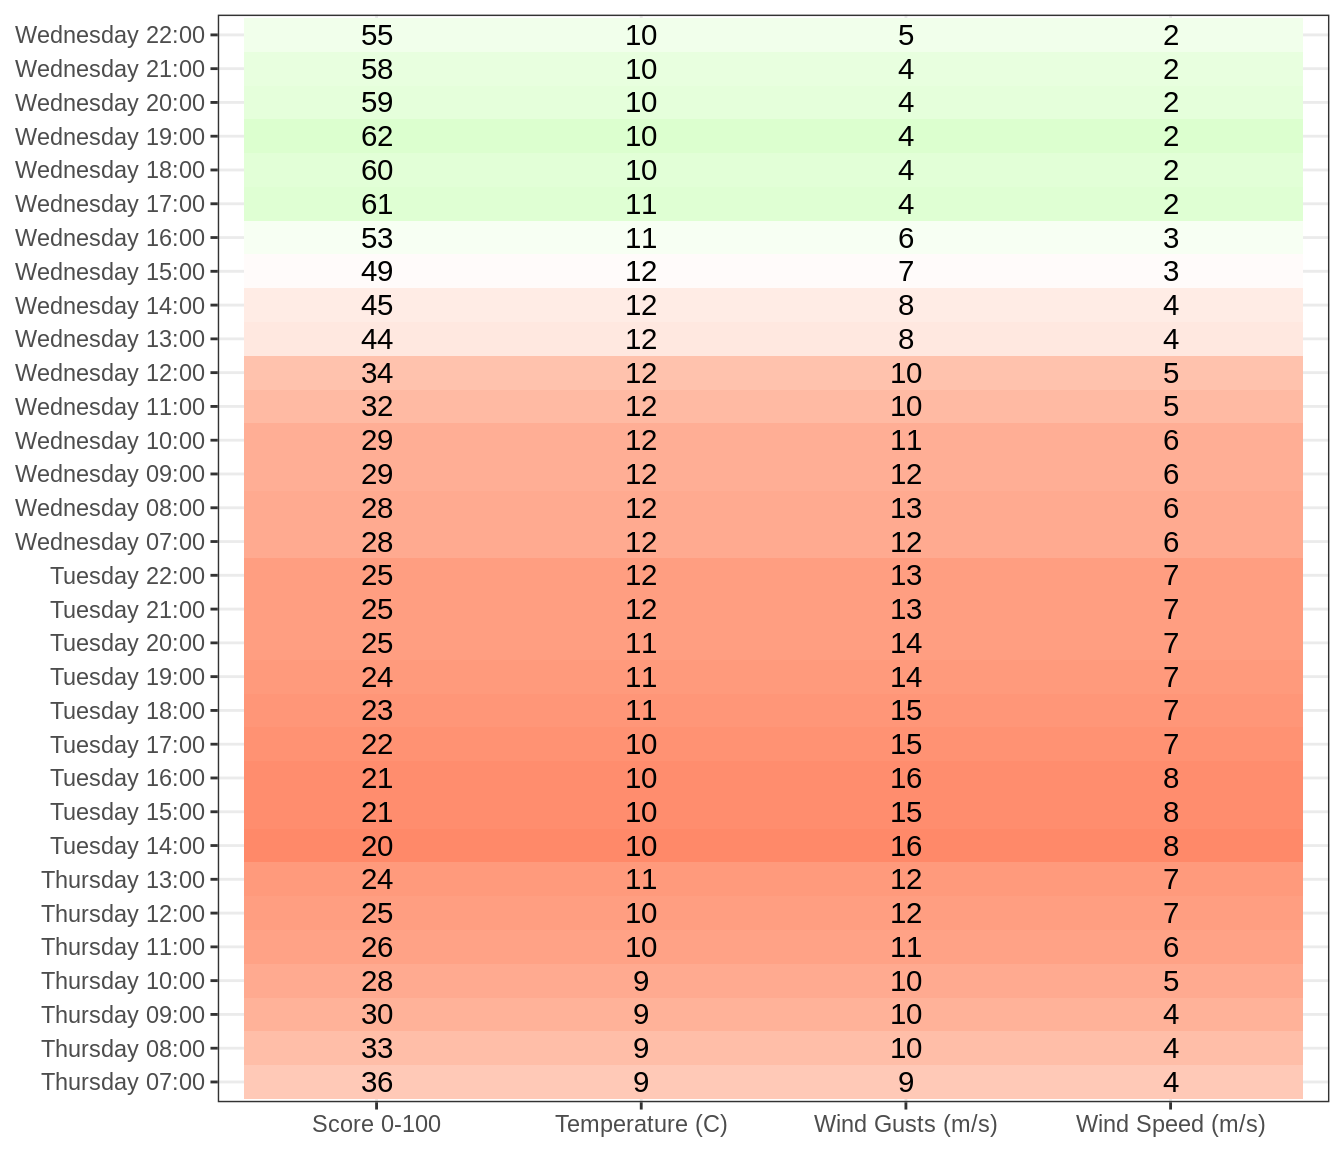 Wednesday 22:00 55 10 5 2
Wednesday 21:00 58 10 4 2
Wednesday 20:00 59 10 4 2
Wednesday 19:00 62 10 4 2
Wednesday 18:00 60 10 4 2
Wednesday 17:00 61 11 4 2
Wednesday 16:00 53 11 6 3
Wednesday 15:00 49 12 7 3
Wednesday 14:00 45 12 8 4
Wednesday 13:00 44 12 8 4
Wednesday 12:00 34 12 10 5
Wednesday 11:00 32 12 10 5
Wednesday 10:00 29 12 11 6
Wednesday 09:00 29 12 12 6
Wednesday 08:00 28 12 13 6
Wednesday 07:00 28 12 12 6
Tuesday 22:00 25 12 13 7
Tuesday 21:00 25 12 13 7
Tuesday 20:00 25 11 14 7
Tuesday 19:00 24 11 14 7
Tuesday 18:00 23 11 15 7
Tuesday 17:00 22 10 15 7
Tuesday 16:00 21 10 16 8
Tuesday 15:00 21 10 15 8
Tuesday 14:00 20 10 16 8
Thursday 13:00 24 11 12 7
Thursday 12:00 25 10 12 7
Thursday 11:00 26 10 11 6
Thursday 10:00 28 9 10 5
Thursday 09:00 30 9 10 4
Thursday 08:00 33 9 10 4
Thursday 07:00 36 9 9 4
Score 0-100 Temperature (C) Wind Gusts (m/s) Wind Speed (m/s)